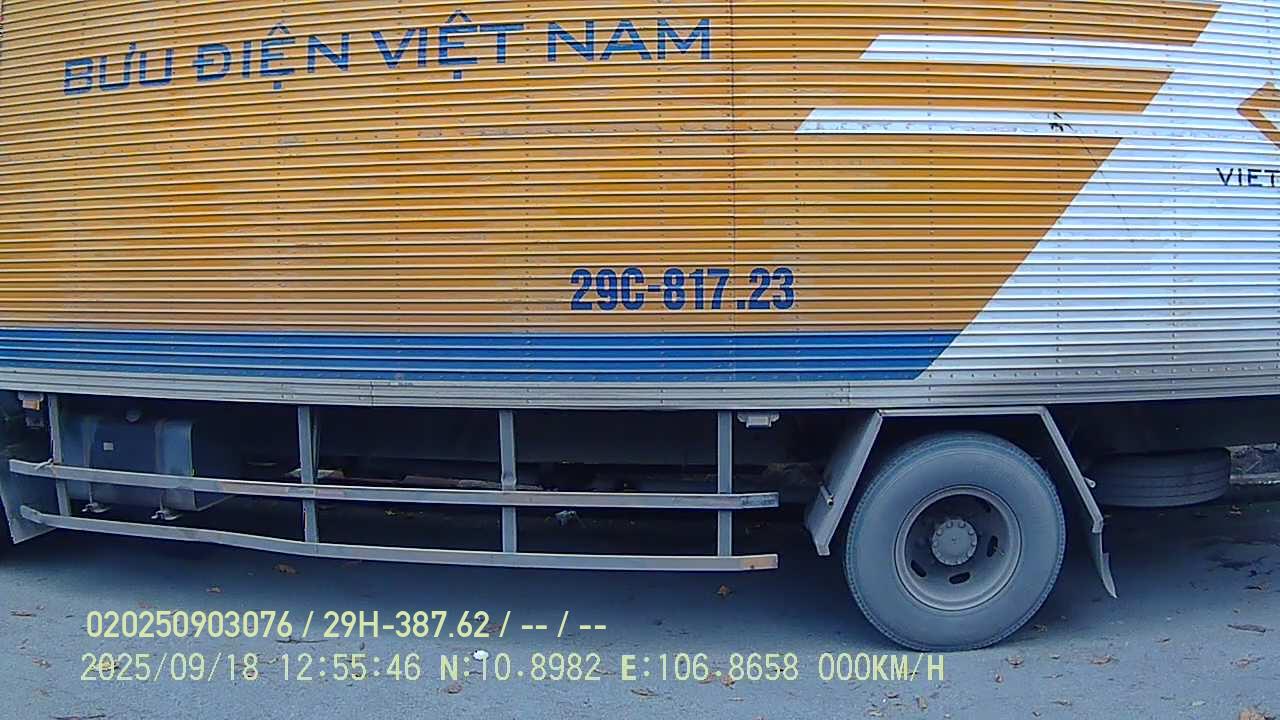 BƯU ĐIỆN VIỆT NAM
VIET
29C-817.23
020250903076 / 29H-387.62 / -- / --
2025/09/18 12:55:46 N:10.8982 E:106.8658 000KM/H